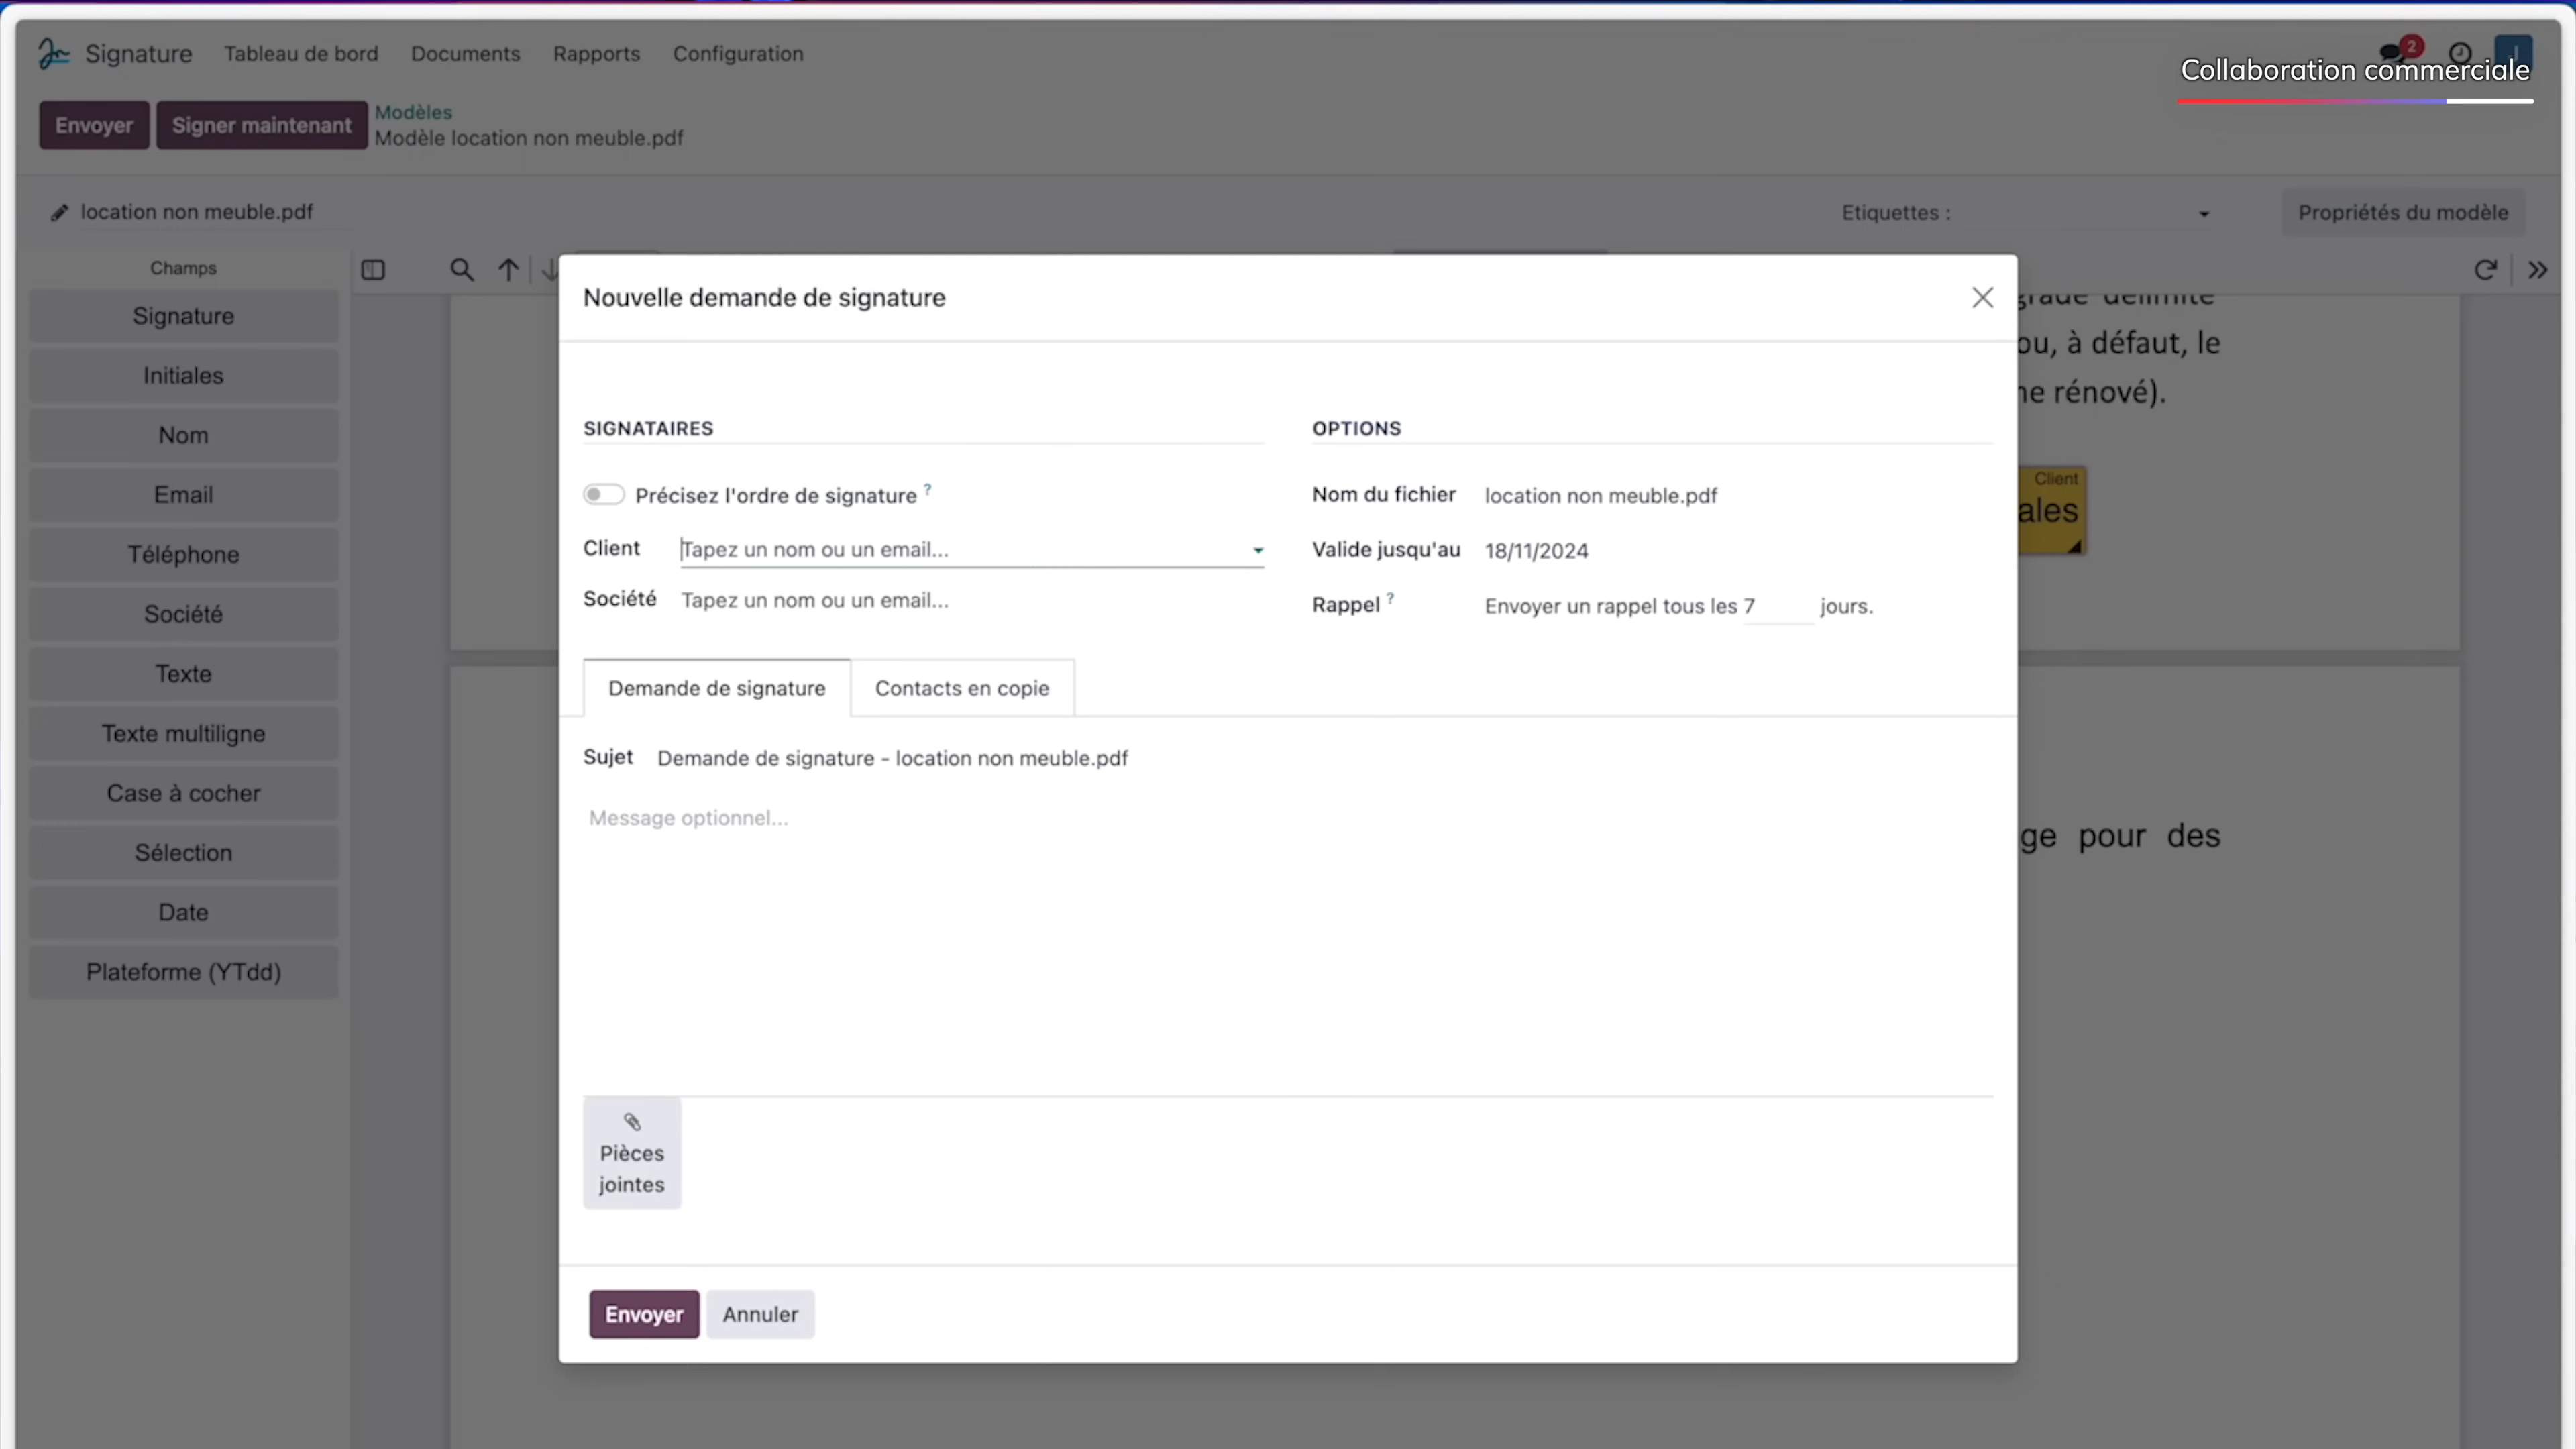 Signature
Tableau de bord
Documents
Rapports
Configuration
2
Collaboration commerciale
Envoyer
Signer maintenant
Modèles
Modèle location non meuble.pdf
location non meuble.pdf
Etiquettes :
Propriétés du modèle
Champs
Signature
Initiales
Nom
Email
Téléphone
Société
Texte
Texte multiligne
Case à cocher
Sélection
Date
Plateforme (YTdd)
Nouvelle demande de signature
SIGNATAIRES
Précisez l'ordre de signature ?
Client Tapez un nom ou un email...
Société Tapez un nom ou un email...
OPTIONS
Nom du fichier location non meuble.pdf
Valide jusqu'au 18/11/2024
Rappel ? Envoyer un rappel tous les 7 jours.
Demande de signature
Contacts en copie
Sujet Demande de signature - location non meuble.pdf
Message optionnel...
Pièces
jointes
Envoyer
Annuler
ou, à défaut, le
rénové).
Client
ales
ge pour des